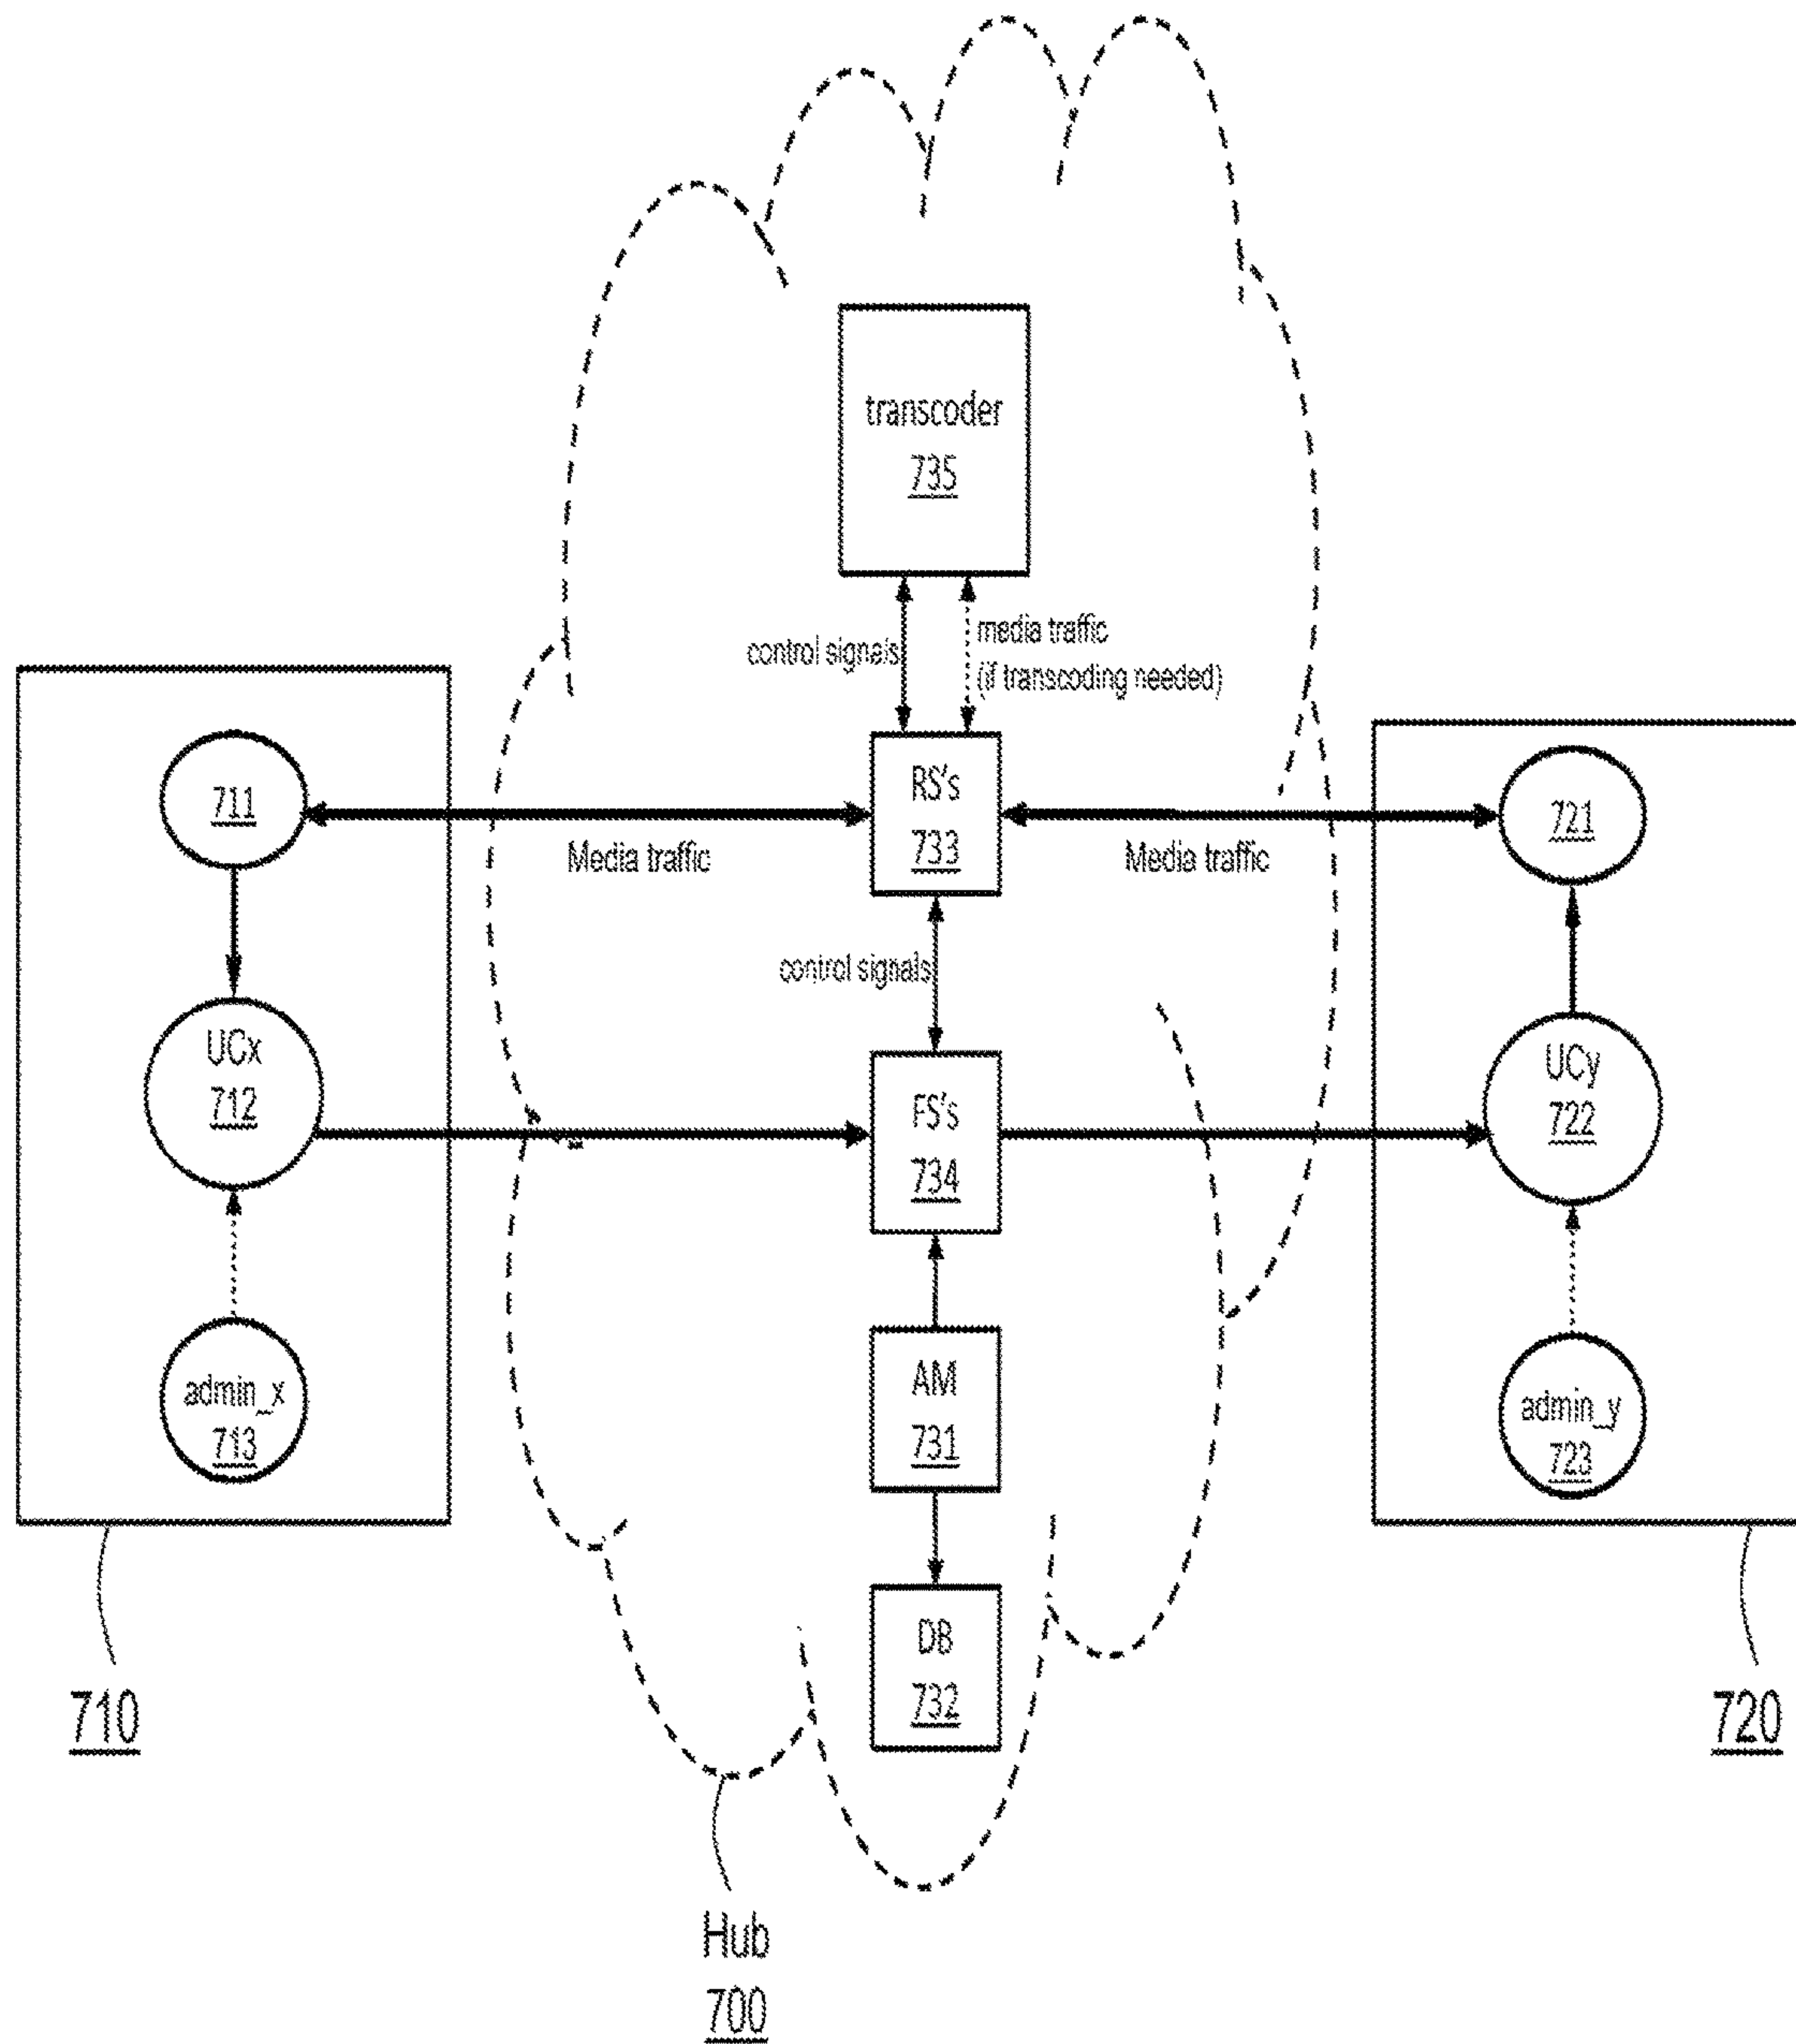 transcoder
735
control signals
media traffic
(if transcoding needed)
711
RS's
733
721
Media traffic
Media traffic
control signals
UCx
712
FS's
734
UCy
722
admin_x
713
AM
731
admin_y
723
DB
732
710
720
Hub
700